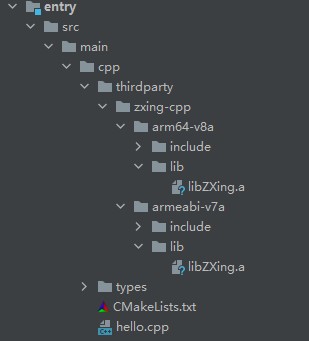 entry
src
main
cpp
thirdparty
zxing-cpp
arm64-v8a
include
lib
libZXing.a
armeabi-v7a
include
lib
libZXing.a
types
CMakeLists.txt
hello.cpp